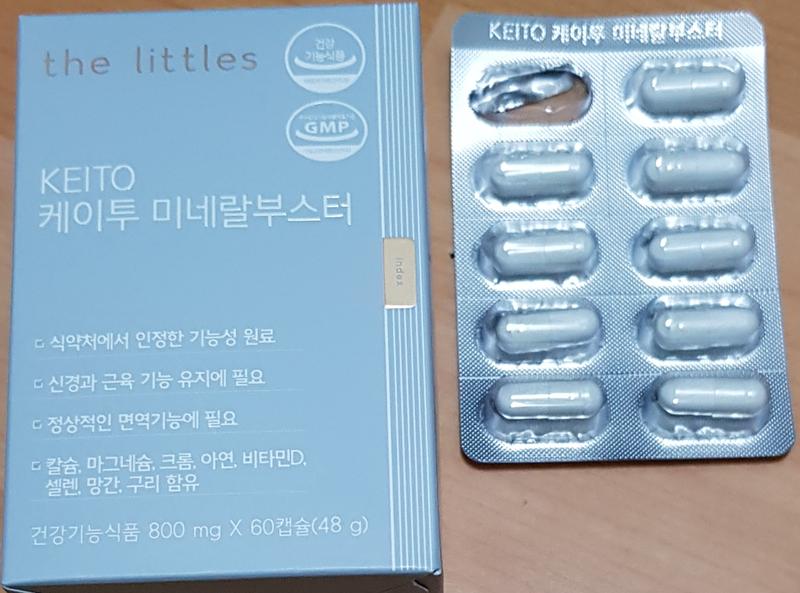 the littles
건강
기능식품
GMP
KEITO
케이투 미네랄부스터
index
식약처에서 인정한 기능성 원료
신경과 근육 기능 유지에 필요
정상적인 면역기능에 필요
칼슘, 마그네슘, 크롬, 아연, 비타민D,
셀렌, 망간, 구리 함유
건강기능식품 800 mg X 60캡슐(48 g)
KEITO 케이투 미네랄부스터